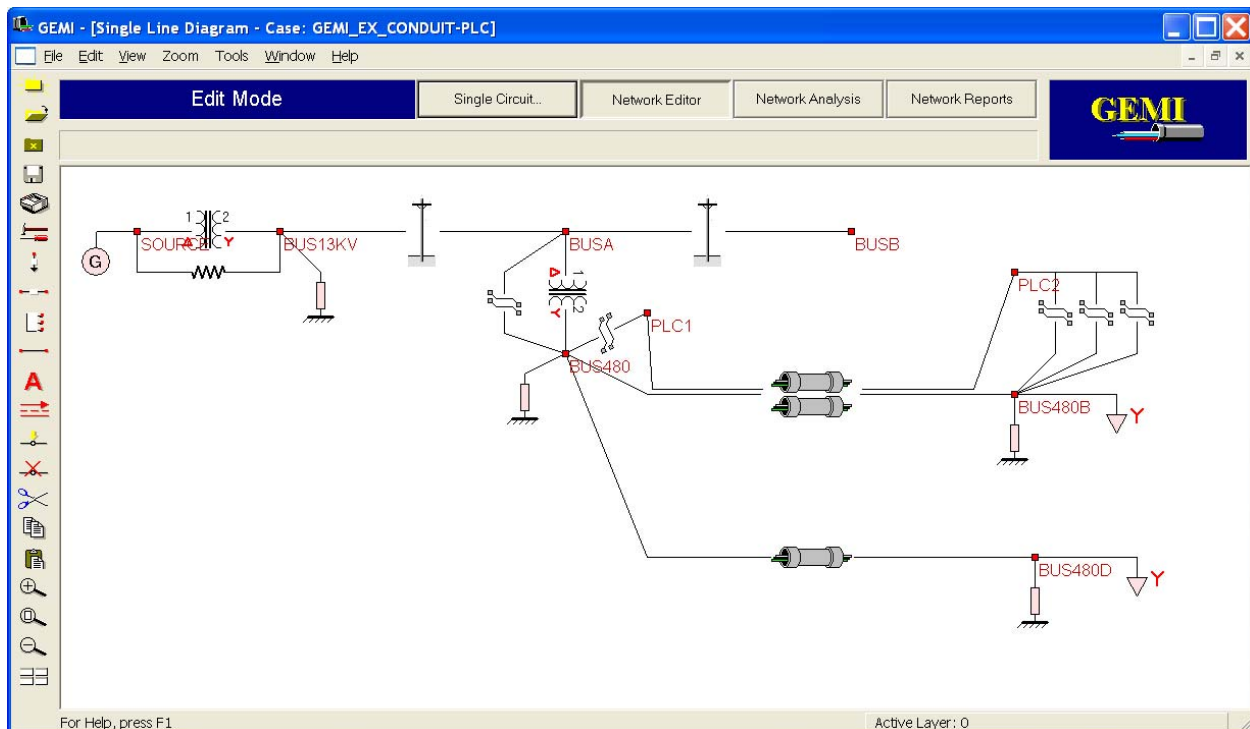 GEMI - [Single Line Diagram - Case: GEMI_EX_CONDUIT-PLC]
File Edit View Zoom Tools Window Help
Edit Mode
Single Circuit...
Network Editor
Network Analysis
Network Reports
GEMI
A
1 2
SOURCE
Δ Y
BUS13KV
G
BUSA
BUSB
Δ 1
Y 2
PLC1
BUS480
PLC2
BUS480B
Y
BUS480D
Y
For Help, press F1
Active Layer: 0